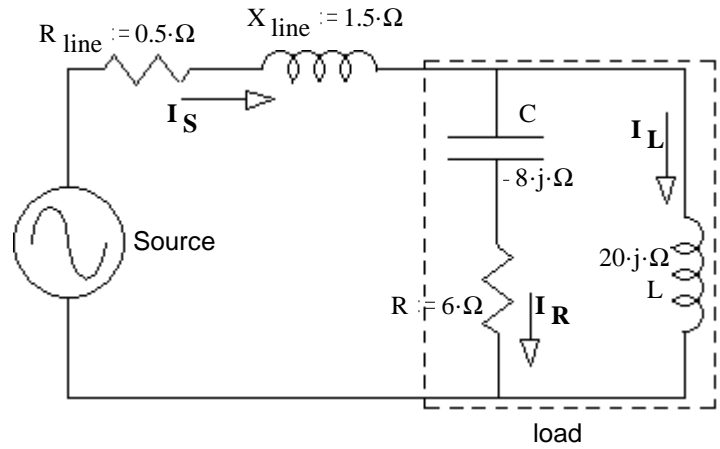 R line := 0.5·Ω
X line := 1.5·Ω
I S
C
- 8·j·Ω
I L
Source
20·j·Ω
L
R := 6·Ω
I R
load